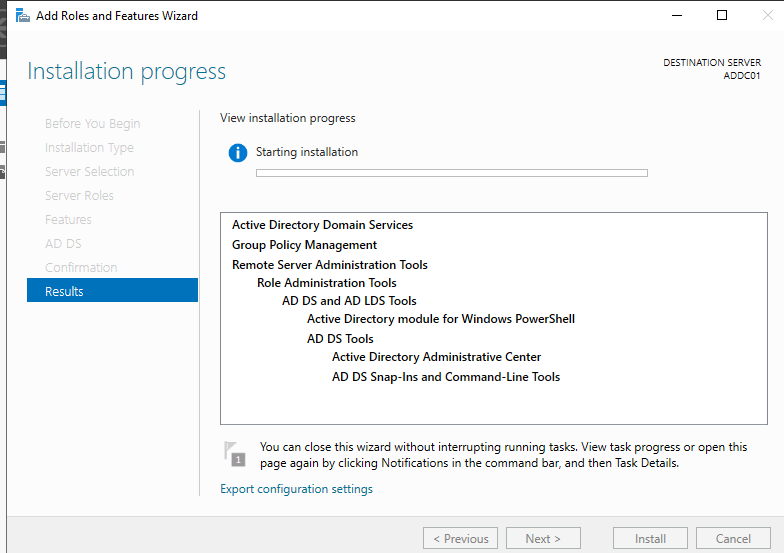 Add Roles and Features Wizard
Installation progress
DESTINATION SERVER
ADDC01
Before You Begin
Installation Type
Server Selection
Server Roles
Features
AD DS
Confirmation
Results
View installation progress
Starting installation
Active Directory Domain Services
Group Policy Management
Remote Server Administration Tools
Role Administration Tools
AD DS and AD LDS Tools
Active Directory module for Windows PowerShell
AD DS Tools
Active Directory Administrative Center
AD DS Snap-Ins and Command-Line Tools
1
You can close this wizard without interrupting running tasks. View task progress or open this
page again by clicking Notifications in the command bar, and then Task Details.
Export configuration settings
< Previous
Next >
Install
Cancel